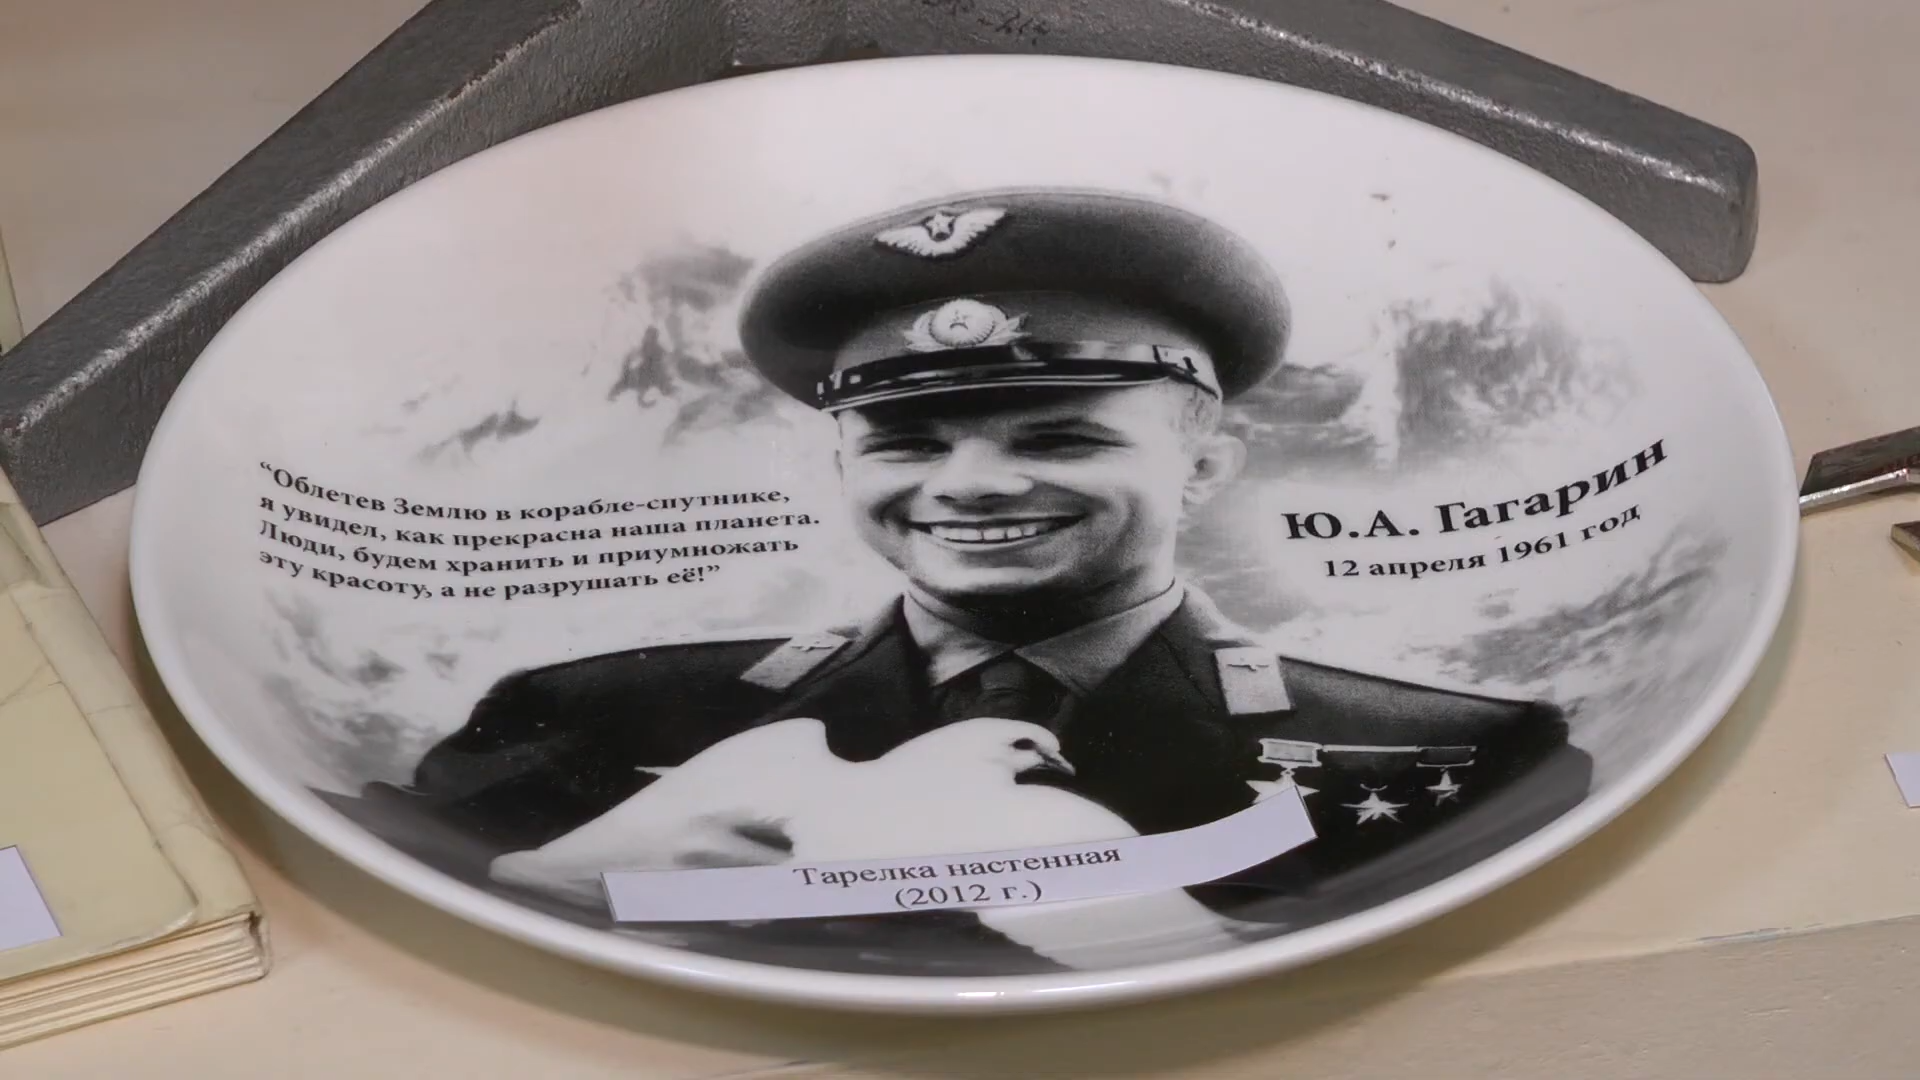 “Облетев Землю в корабле-спутнике,
я увидел, как прекрасна наша планета.
Люди, будем хранить и приумножать
эту красоту, а не разрушать её!”
Ю.А. Гагарин
12 апреля 1961 год
Тарелка настенная
(2012 г.)